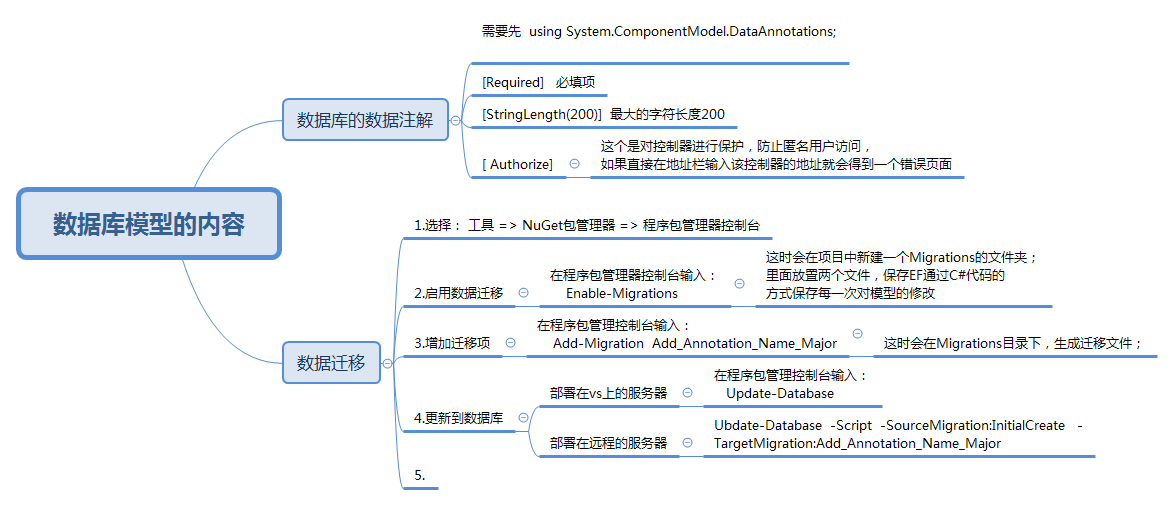 数据库模型的内容
数据库的数据注解
需要先  using System.ComponentModel.DataAnnotations;
[Required]   必填项
[StringLength(200)]  最大的字符长度200
[ Authorize]
这个是对控制器进行保护，防止匿名用户访问，
如果直接在地址栏输入该控制器的地址就会得到一个错误页面
数据迁移
1.选择： 工具 => NuGet包管理器 => 程序包管理器控制台
2.启用数据迁移
在程序包管理器控制台输入：
Enable-Migrations
这时会在项目中新建一个Migrations的文件夹；
里面放置两个文件，保存EF通过C#代码的
方式保存每一次对模型的修改
3.增加迁移项
在程序包管理控制台输入：
Add-Migration  Add_Annotation_Name_Major
这时会在Migrations目录下，生成迁移文件；
4.更新到数据库
部署在vs上的服务器
在程序包管理控制台输入：
Update-Database
部署在远程的服务器
Ubdate-Database  -Script  -SourceMigration:InitialCreate   -
TargetMigration:Add_Annotation_Name_Major
5.